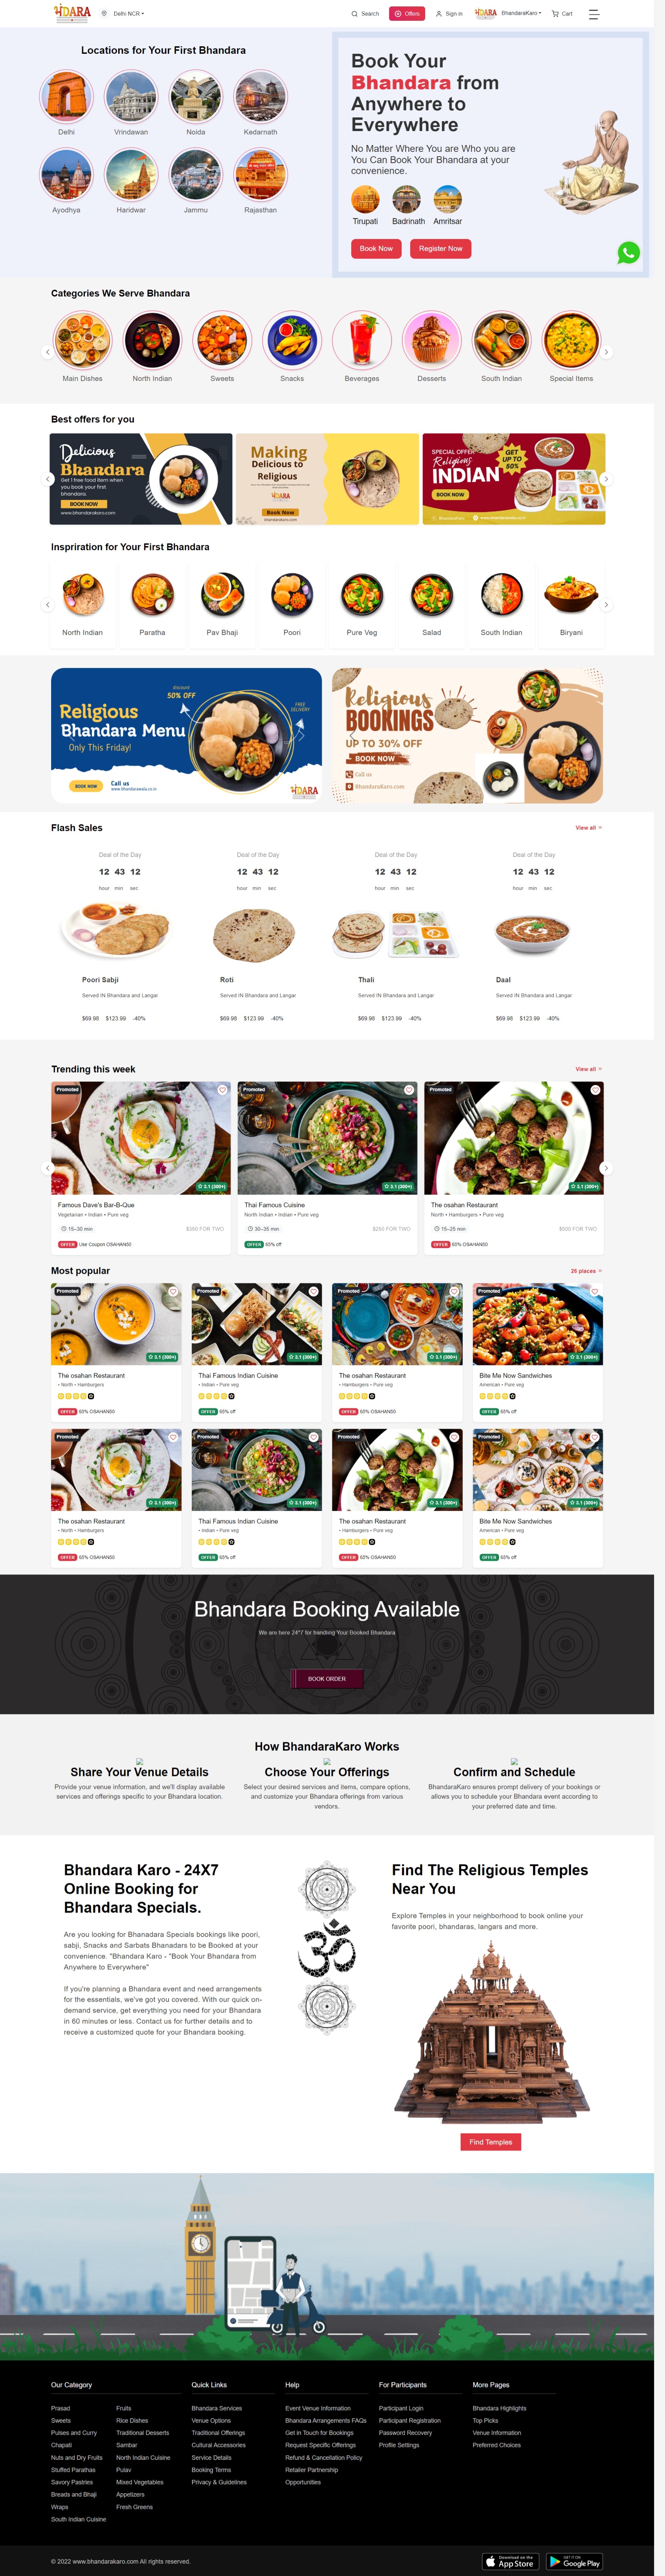 DARA
Delhi NCR
Search
Offers
Sign in
BhandaraKaro
Cart
Locations for Your First Bhandara
Delhi
Vrindawan
Noida
Kedarnath
Ayodhya
Haridwar
Jammu
Rajasthan
Book Your
Bhandara from
Anywhere to
Everywhere
No Matter Where You are Who you are
You Can Book Your Bhandara at your
convenience.
Tirupati
Badrinath
Amritsar
Book Now
Register Now
Categories We Serve Bhandara
Main Dishes
North Indian
Sweets
Snacks
Beverages
Desserts
South Indian
Special Items
Best offers for you
Delicious
Bhandara
Get 1 free food item when
you book your first
bhandara.
BOOK NOW
www.bhandarakaro.com
Making
Delicious to
Religious
Book Now
bhandarakaro.com
SPECIAL OFFER
Religious
INDIAN
GET
UP TO
50%
BOOK NOW
Inspriration for Your First Bhandara
North Indian
Paratha
Pav Bhaji
Poori
Pure Veg
Salad
South Indian
Biryani
discount
50% OFF
Religious
Bhandara Menu
Only This Friday!
FREE
DELIVERY
BOOK NOW
Call us
www.bhandarawala.co.in
DARA
Religious
BOOKINGS
UP TO 30% OFF
BOOK NOW
Call us
BhandaraKaro.com
Flash Sales
View all
Deal of the Day
12 43 12
hour min sec
Poori Sabji
Served IN Bhandara and Langar
$69.98 $123.99 -40%
Deal of the Day
12 43 12
hour min sec
Roti
Served IN Bhandara and Langar
$69.98 $123.99 -40%
Deal of the Day
12 43 12
hour min sec
Thali
Served IN Bhandara and Langar
$69.98 $123.99 -40%
Deal of the Day
12 43 12
hour min sec
Daal
Served IN Bhandara and Langar
$69.98 $123.99 -40%
Trending this week
View all
Promoted
3.1 (300+)
Famous Dave's Bar-B-Que
Vegetarian • Indian • Pure veg
15–30 min
$350 FOR TWO
OFFER Use Coupon OSAHAN50
Promoted
3.1 (300+)
Thai Famous Cuisine
North Indian • Indian • Pure veg
30–35 min
$250 FOR TWO
OFFER 65% off
Promoted
3.1 (300+)
The osahan Restaurant
North • Hamburgers • Pure veg
15–25 min
$500 FOR TWO
OFFER 65% OSAHAN50
Most popular
26 places
Promoted
3.1 (300+)
The osahan Restaurant
• North • Hamburgers
OFFER 65% OSAHAN50
Promoted
3.1 (300+)
Thai Famous Indian Cuisine
• Indian • Pure veg
OFFER 65% off
Promoted
3.1 (300+)
The osahan Restaurant
• Hamburgers • Pure veg
OFFER 65% OSAHAN50
Promoted
3.1 (300+)
Bite Me Now Sandwiches
American • Pure veg
OFFER 65% off
Promoted
3.1 (300+)
The osahan Restaurant
• North • Hamburgers
OFFER 65% OSAHAN50
Promoted
3.1 (300+)
Thai Famous Indian Cuisine
• Indian • Pure veg
OFFER 65% off
Promoted
3.1 (300+)
The osahan Restaurant
• Hamburgers • Pure veg
OFFER 65% OSAHAN50
Promoted
3.1 (300+)
Bite Me Now Sandwiches
American • Pure veg
OFFER 65% off
Bhandara Booking Available
We are here 24*7 for hendling Your Booked Bhandara
BOOK ORDER
How BhandaraKaro Works
Share Your Venue Details
Provide your venue information, and we'll display available
services and offerings specific to your Bhandara location.
Choose Your Offerings
Select your desired services and items, compare options,
and customize your Bhandara offerings from various
vendors.
Confirm and Schedule
BhandaraKaro ensures prompt delivery of your bookings or
allows you to schedule your Bhandara event according to
your preferred date and time.
Bhandara Karo - 24X7
Online Booking for
Bhandara Specials.
Are you looking for Bhanadara Specials bookings like poori,
sabji, Snacks and Sarbats Bhanadars to be Booked at your
convenience. "Bhandara Karo - "Book Your Bhandara from
Anywhere to Everywhere"
If you're planning a Bhandara event and need arrangements
for the essentials, we've got you covered. With our quick on-
demand service, get everything you need for your Bhandara
in 60 minutes or less. Contact us for further details and to
receive a customized quote for your Bhandara booking.
ॐ
Find The Religious Temples
Near You
Explore Temples in your neighborhood to book online your
favorite poori, bhandaras, langars and more.
Find Temples
Our Category
Prasad
Sweets
Pulses and Curry
Chapati
Nuts and Dry Fruits
Stuffed Parathas
Savory Pastries
Breads and Bhaji
Wraps
South Indian Cuisine
Fruits
Rice Dishes
Traditional Desserts
Sambar
North Indian Cuisine
Pulav
Mixed Vegetables
Appetizers
Fresh Greens
Quick Links
Bhandara Services
Venue Options
Traditional Offerings
Cultural Accessories
Service Details
Booking Terms
Privacy & Guidelines
Help
Event Venue Information
Bhandara Arrangements FAQs
Get in Touch for Bookings
Request Specific Offerings
Refund & Cancellation Policy
Retailer Partnership
Opportunities
For Participants
Participant Login
Participant Registration
Password Recovery
Profile Settings
More Pages
Bhandara Highlights
Top Picks
Venue Information
Preferred Choices
© 2022 www.bhandarakaro.com All rights reserved.
Download on the
App Store
GET IT ON
Google Play